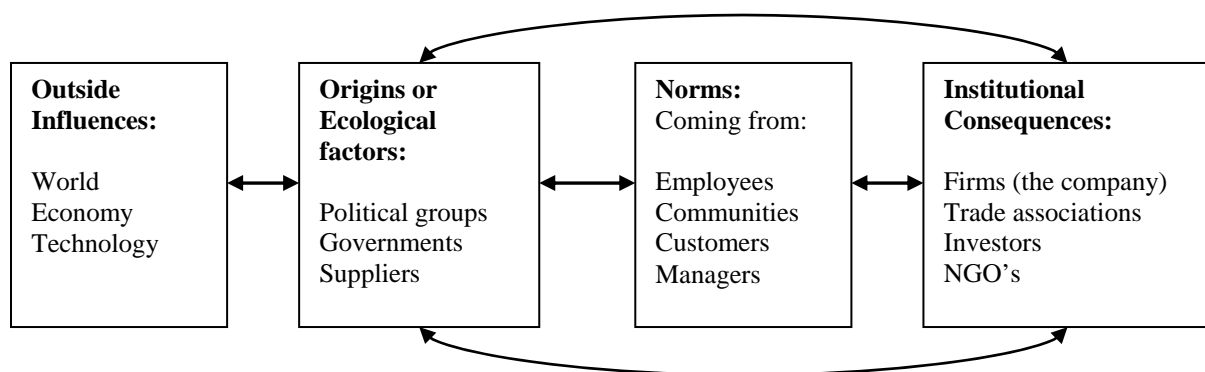 Outside
Influences:
World
Economy
Technology
Origins or
Ecological
factors:
Political groups
Governments
Suppliers
Norms:
Coming from:
Employees
Communities
Customers
Managers
Institutional
Consequences:
Firms (the company)
Trade associations
Investors
NGO’s